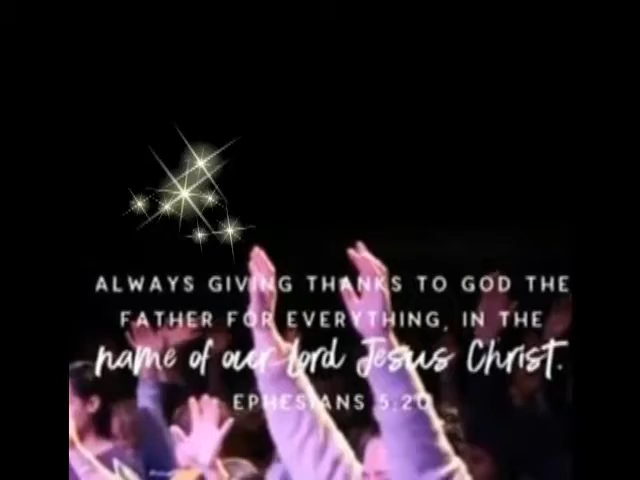 ALWAYS GIVING THANKS TO GOD THE
FATHER FOR EVERYTHING, IN THE
name of our Lord Jesus Christ.
EPHESIANS 5:20